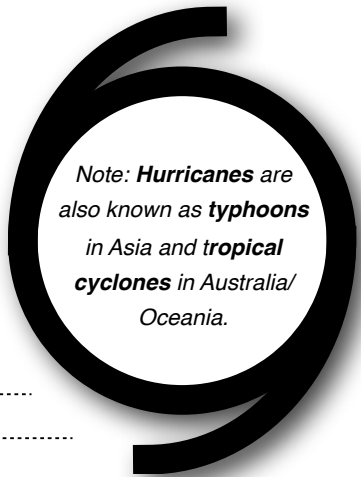 Note: Hurricanes are
also known as typhoons
in Asia and tropical
cyclones in Australia/
Oceania.